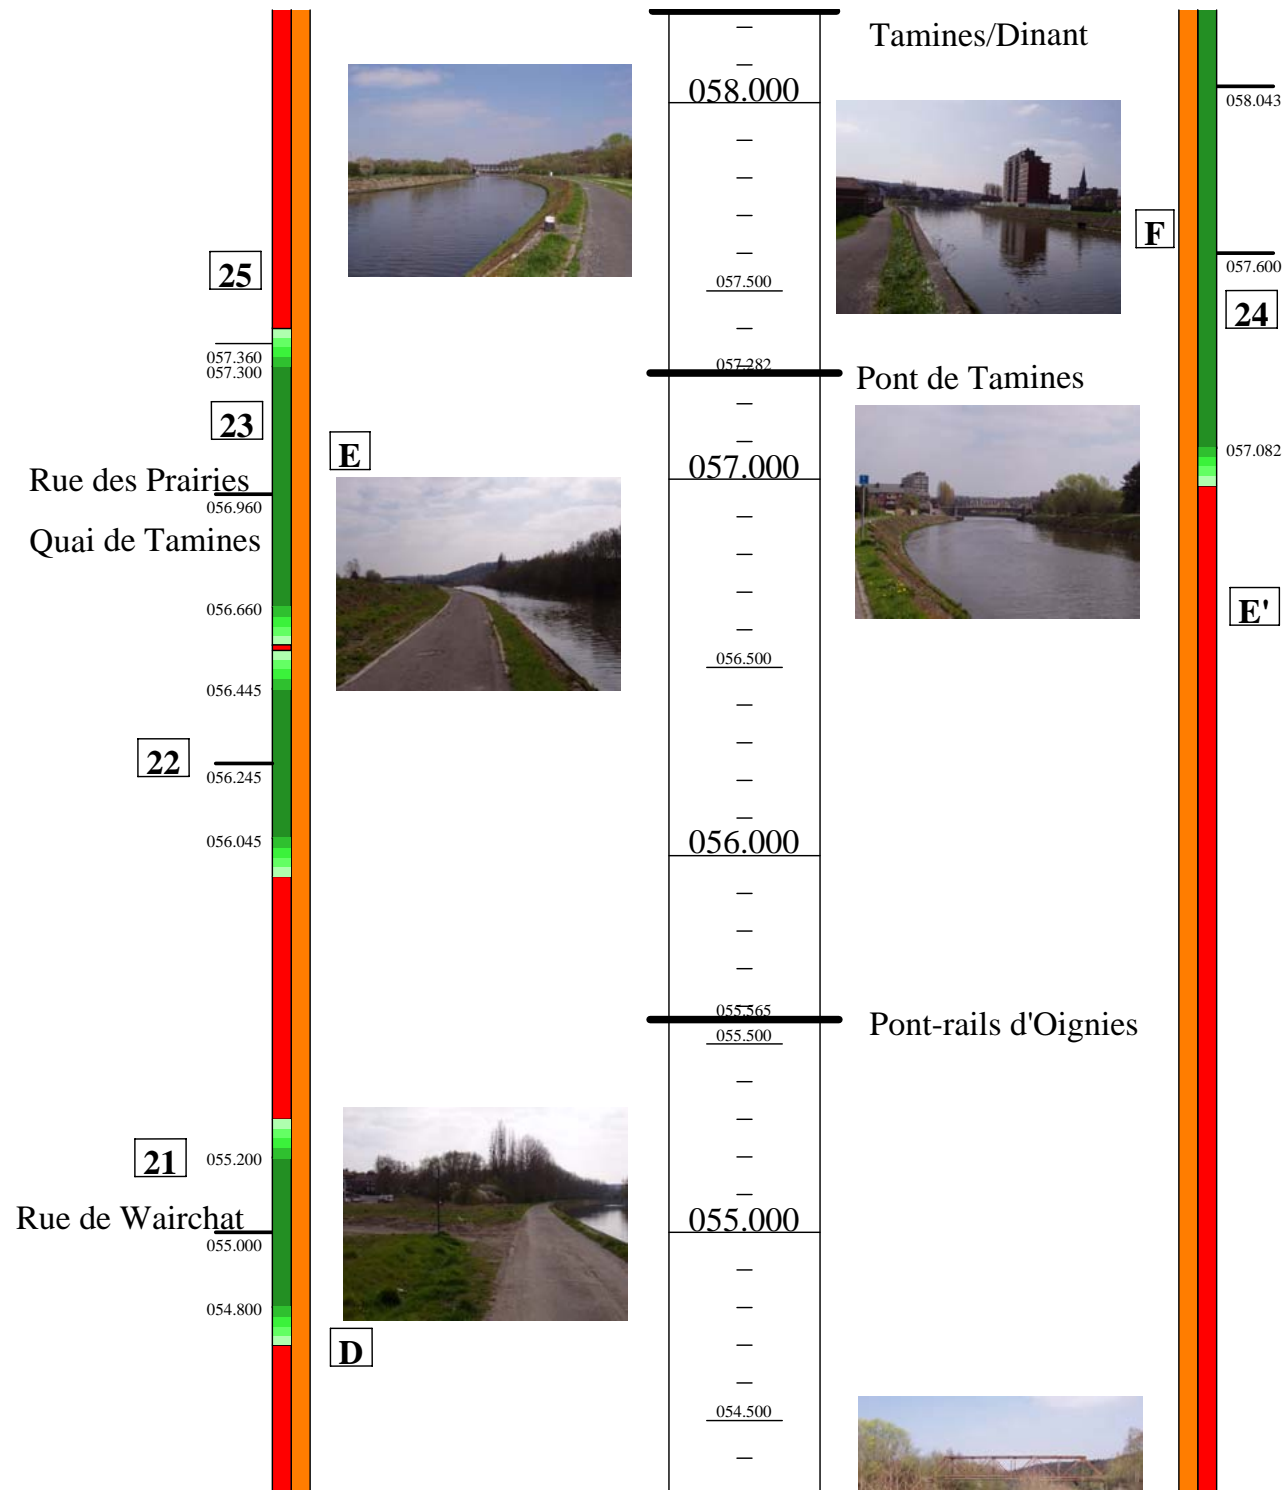 Tamines/Dinant
058.000
058.043
F
25
057.600
057.500
24
057.360
057.300
057.282
Pont de Tamines
23
E
057.082
057.000
Rue des Prairies
056.960
Quai de Tamines
056.660
E'
056.500
056.445
22
056.245
056.045
056.000
055.565
Pont-rails d'Oignies
055.500
21
055.200
Rue de Wairchat
055.000
055.000
054.800
D
054.500